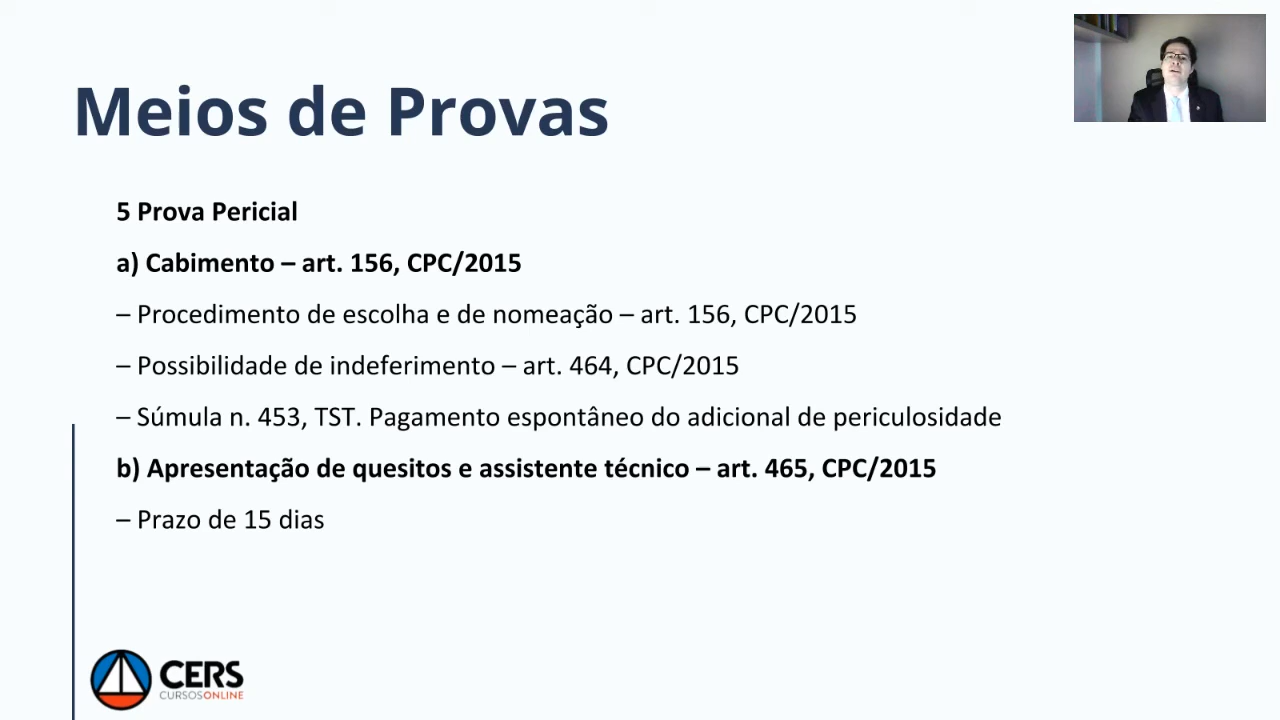 Meios de Provas
5 Prova Pericial
a) Cabimento – art. 156, CPC/2015
– Procedimento de escolha e de nomeação – art. 156, CPC/2015
– Possibilidade de indeferimento – art. 464, CPC/2015
– Súmula n. 453, TST. Pagamento espontâneo do adicional de periculosidade
b) Apresentação de quesitos e assistente técnico – art. 465, CPC/2015
– Prazo de 15 dias
CERS
CURSOSONLINE